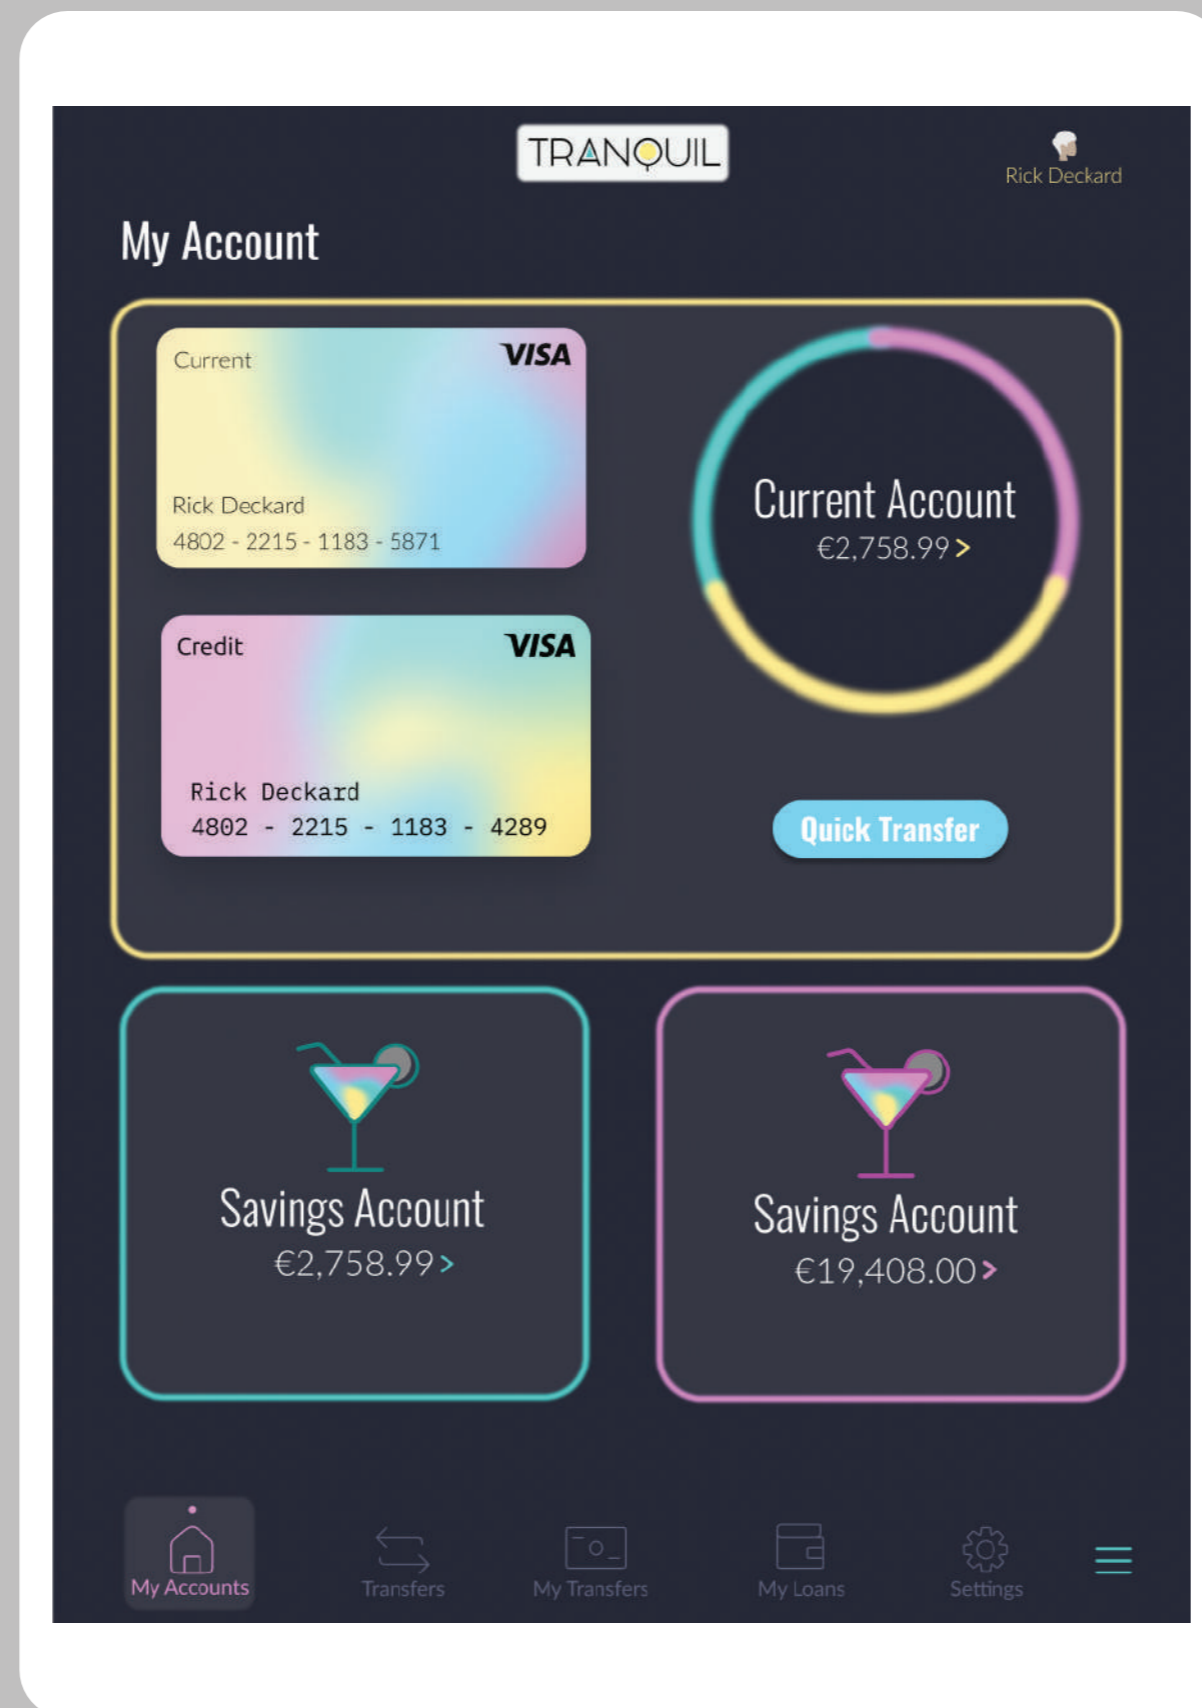 TRANQUIL
Rick Deckard
My Account
Current
VISA
Rick Deckard
4802 - 2215 - 1183 - 5871
Credit
VISA
Rick Deckard
4802 - 2215 - 1183 - 4289
Current Account
€2,758.99 >
Quick Transfer
Savings Account
€2,758.99 >
Savings Account
€19,408.00 >
My Accounts
Transfers
My Transfers
My Loans
Settings